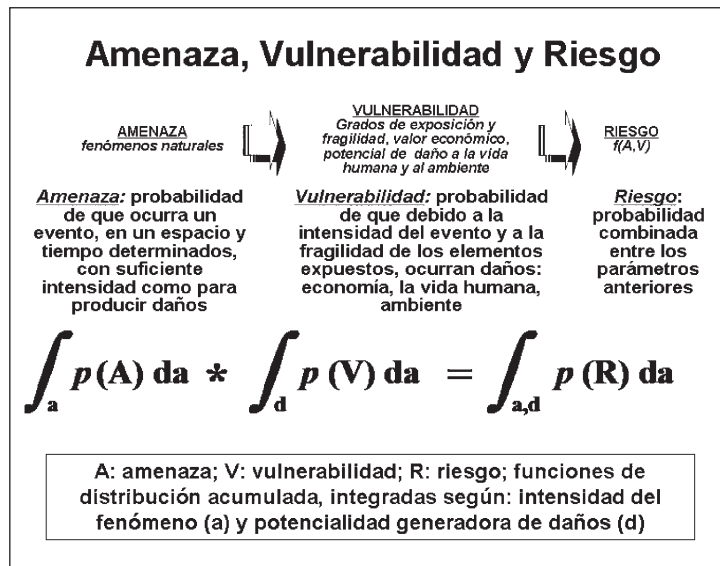 Amenaza, Vulnerabilidad y Riesgo
AMENAZA
fenómenos naturales
VULNERABILIDAD
Grados de exposición y
fragilidad, valor económico,
potencial de daño a la vida
humana y al ambiente
RIESGO
f(A,V)
Amenaza: probabilidad
de que ocurra un
evento, en un espacio y
tiempo determinados,
con suficiente
intensidad como para
producir daños
Vulnerabilidad: probabilidad
de que debido a la
intensidad del evento y a la
fragilidad de los elementos
expuestos, ocurran daños:
economía, la vida humana,
ambiente
Riesgo:
probabilidad
combinada
entre los
parámetros
anteriores
∫a p (A) da * ∫d p (V) da = ∫a,d p (R) da
A: amenaza; V: vulnerabilidad; R: riesgo; funciones de
distribución acumulada, integradas según: intensidad del
fenómeno (a) y potencialidad generadora de daños (d)